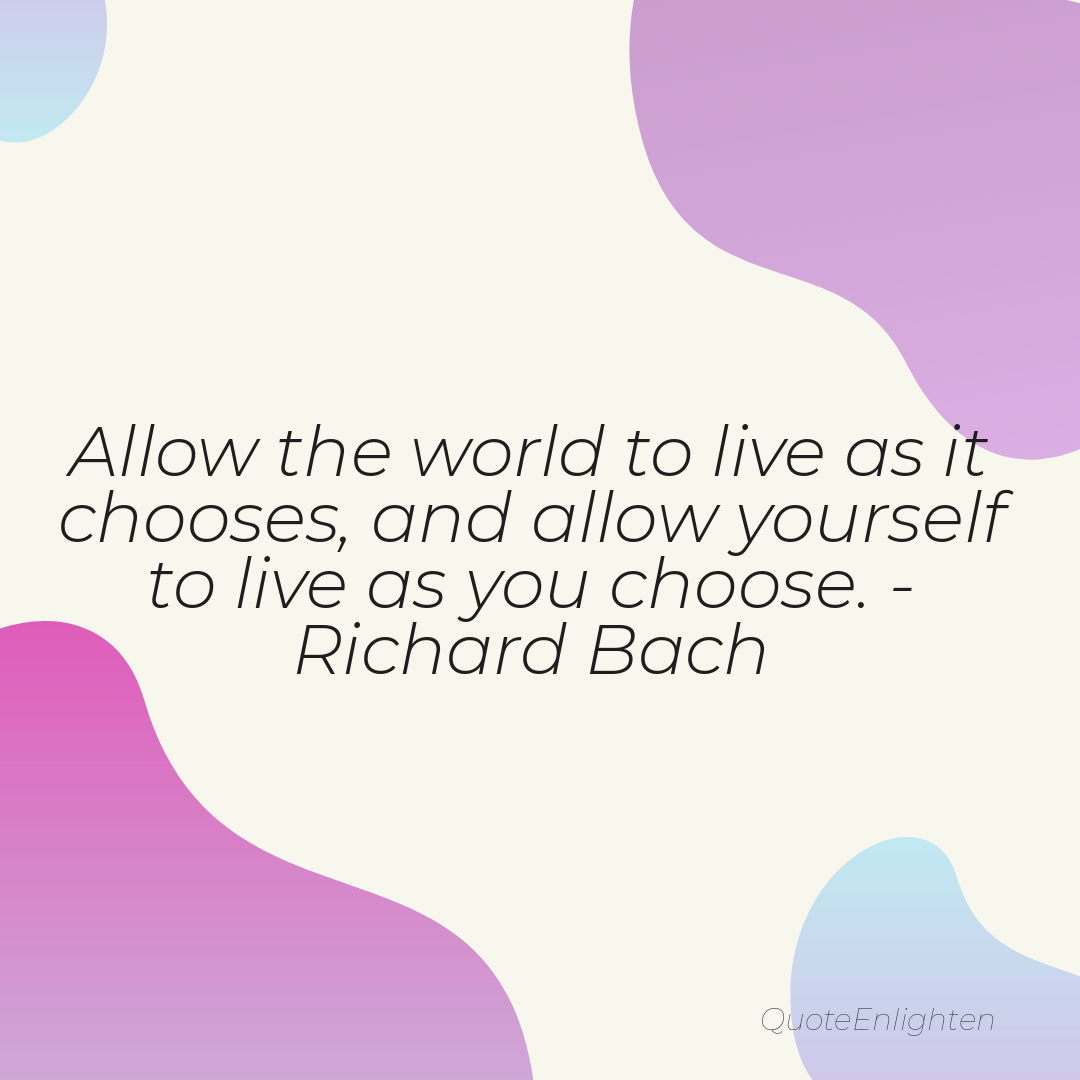 Allow the world to live as it
chooses, and allow yourself
to live as you choose. -
Richard Bach
QuoteEnlighten